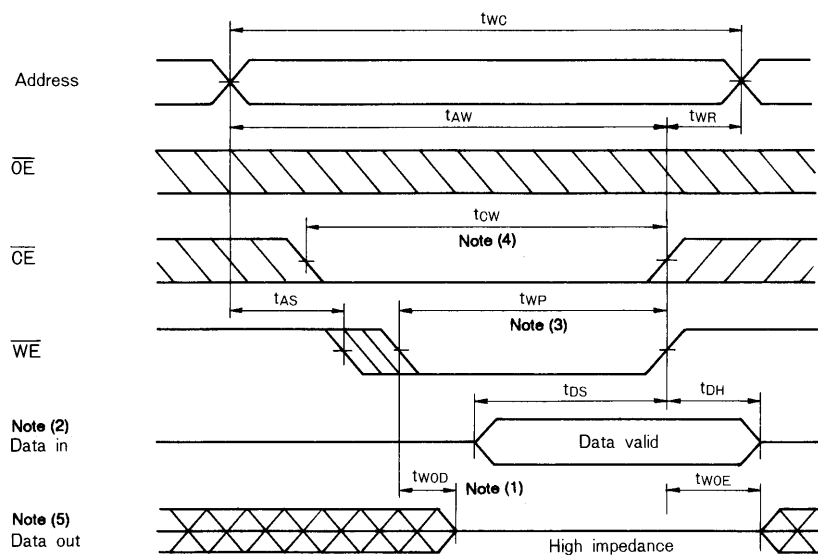 tWC
Address
tAW
tWR
OE
tCW
Note (4)
CE
tAS
tWP
Note (3)
WE
tDS
tDH
Note (2)
Data in
Data valid
tWOD
Note (1)
tWOE
Note (5)
Data out
High impedance